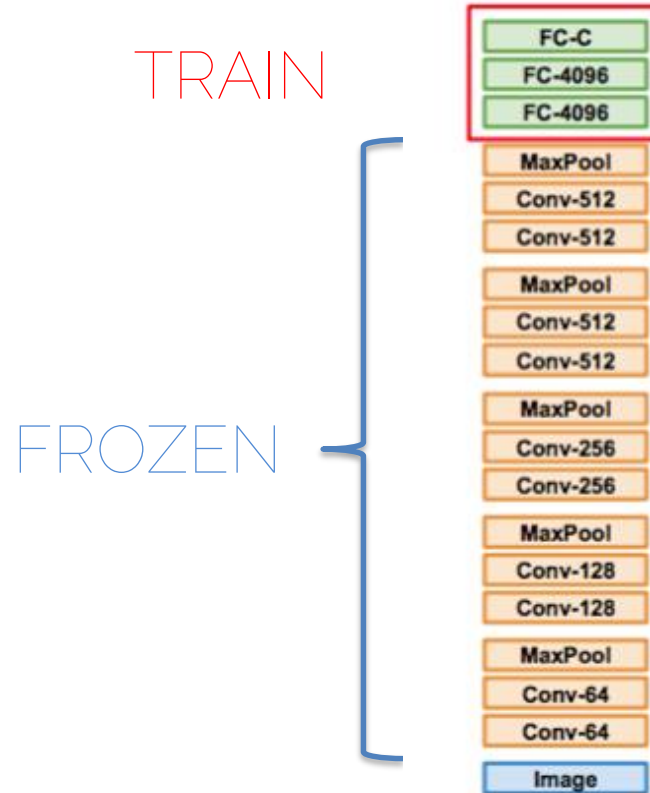 FC-C
TRAIN
FC-4096
FC-4096
MaxPool
Conv-512
Conv-512
MaxPool
Conv-512
Conv-512
MaxPool
FROZEN
Conv-256
Conv-256
MaxPool
Conv-128
Conv-128
MaxPool
Conv-64
Conv-64
Image